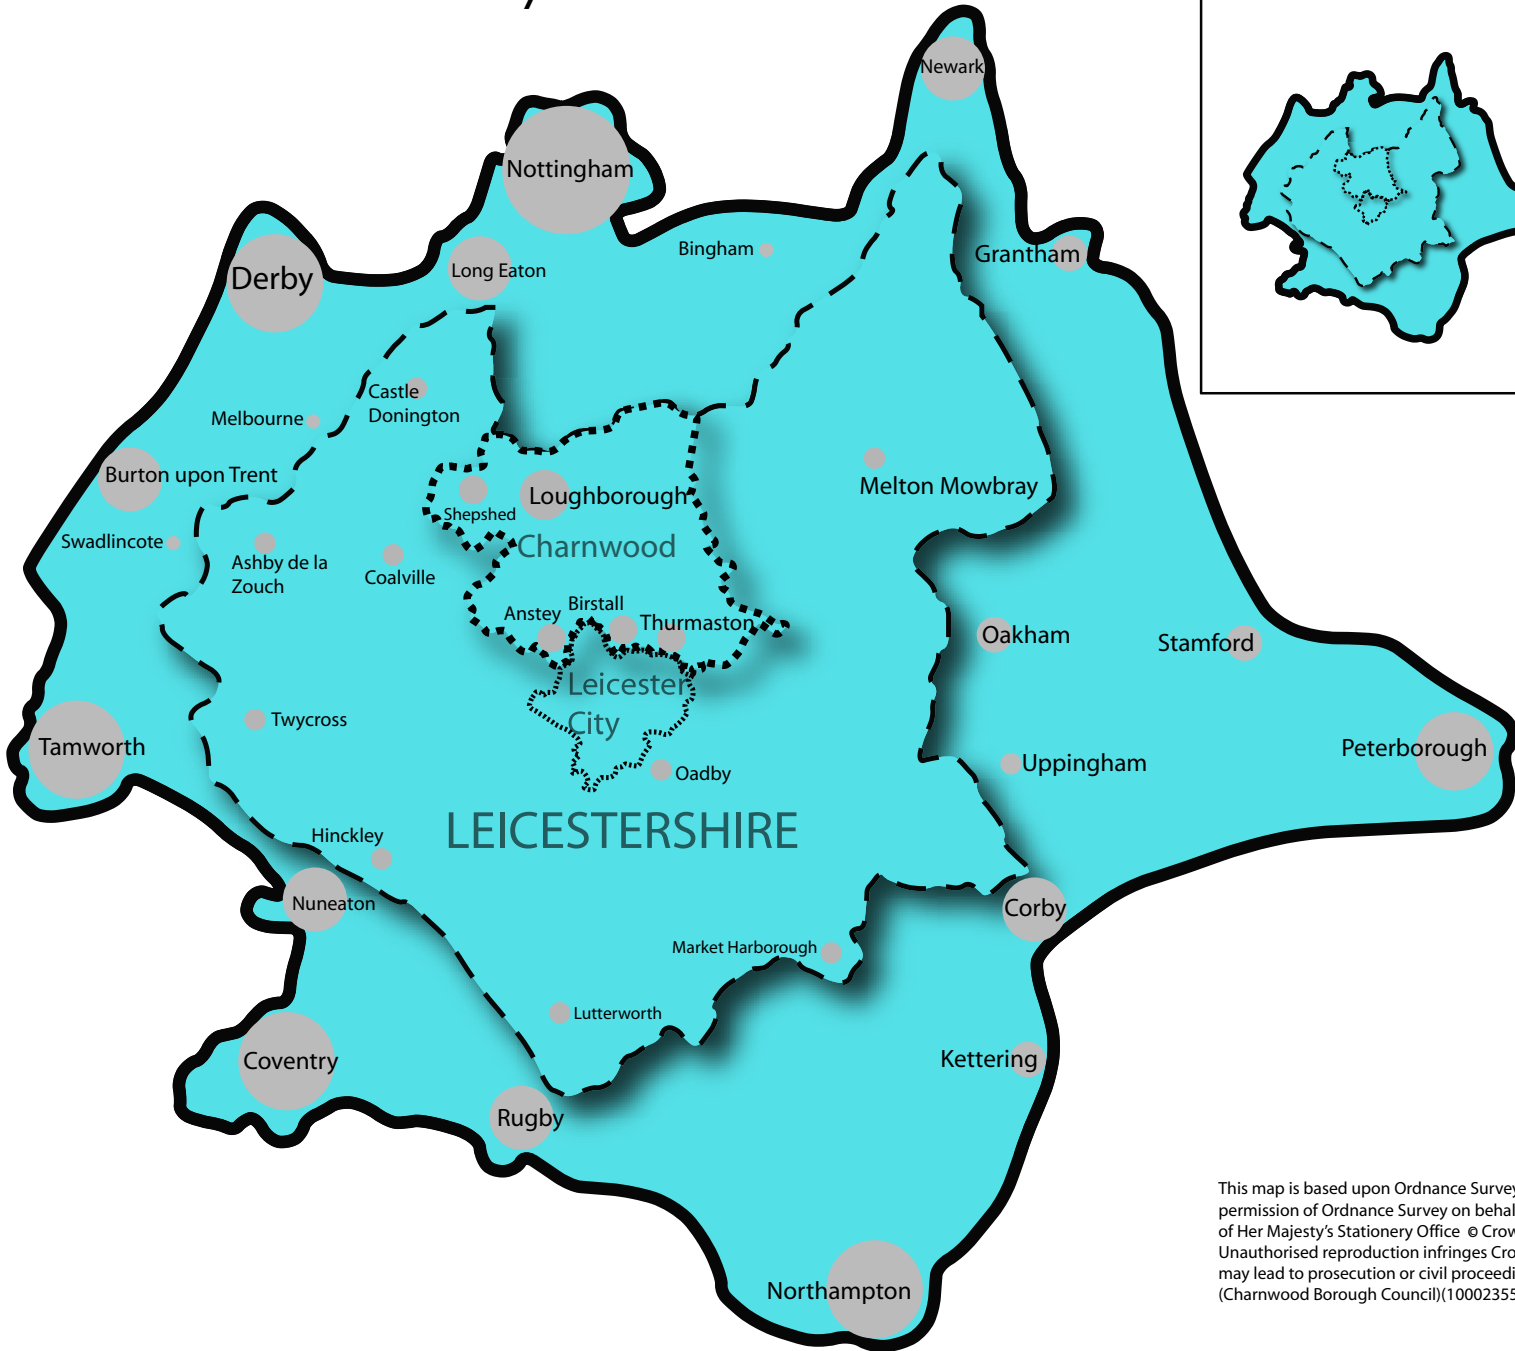 Newark
Nottingham
Bingham
Grantham
Long Eaton
Derby
Castle
Donington
Melbourne
Burton upon Trent
Melton Mowbray
Loughborough
Shepshed
Swadlincote
Charnwood
Ashby de la
Zouch
Coalville
Anstey
Birstall
Thurmaston
Oakham
Stamford
Leicester
City
Twycross
Tamworth
Peterborough
Uppingham
Oadby
LEICESTERSHIRE
Hinckley
Nuneaton
Corby
Market Harborough
Lutterworth
Coventry
Kettering
Rugby
This map is based upon Ordnance Survey
permission of Ordnance Survey on behal
of Her Majesty's Stationery Office © Crow
Unauthorised reproduction infringes Cro
may lead to prosecution or civil proceedi
(Charnwood Borough Council)(10002355
Northampton